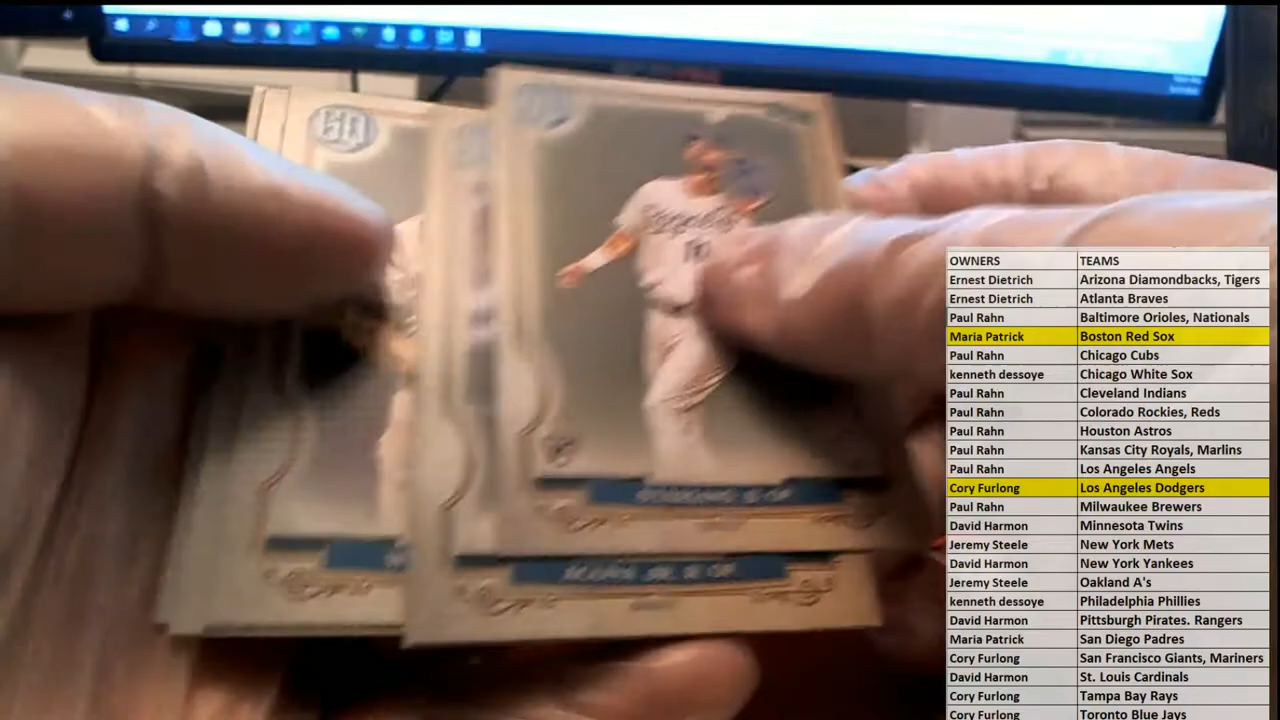 OWNERS TEAMS
Ernest Dietrich Arizona Diamondbacks, Tigers
Ernest Dietrich Atlanta Braves
Paul Rahn Baltimore Orioles, Nationals
Maria Patrick Boston Red Sox
Paul Rahn Chicago Cubs
kenneth dessoye Chicago White Sox
Paul Rahn Cleveland Indians
Paul Rahn Colorado Rockies, Reds
Paul Rahn Houston Astros
Paul Rahn Kansas City Royals, Marlins
Paul Rahn Los Angeles Angels
Cory Furlong Los Angeles Dodgers
Paul Rahn Milwaukee Brewers
David Harmon Minnesota Twins
Jeremy Steele New York Mets
David Harmon New York Yankees
Jeremy Steele Oakland A's
kenneth dessoye Philadelphia Phillies
David Harmon Pittsburgh Pirates. Rangers
Maria Patrick San Diego Padres
Cory Furlong San Francisco Giants, Mariners
David Harmon St. Louis Cardinals
Cory Furlong Tampa Bay Rays
Cory Furlong Toronto Blue Jays